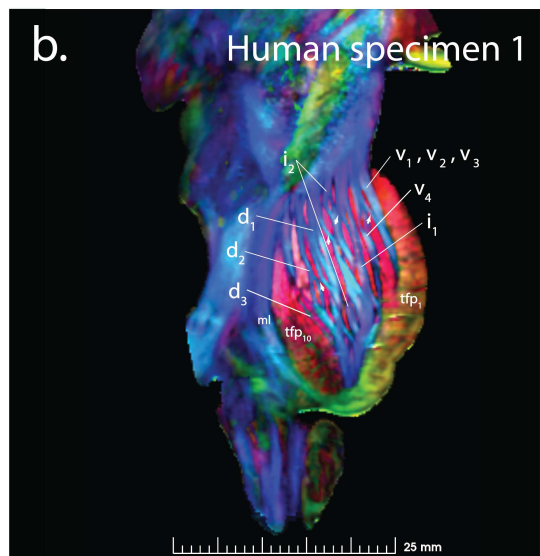 b.
Human specimen 1
i2
v1 , v2 , v3
v4
d1
i1
d2
d3
ml
tfp10
tfp1
25 mm